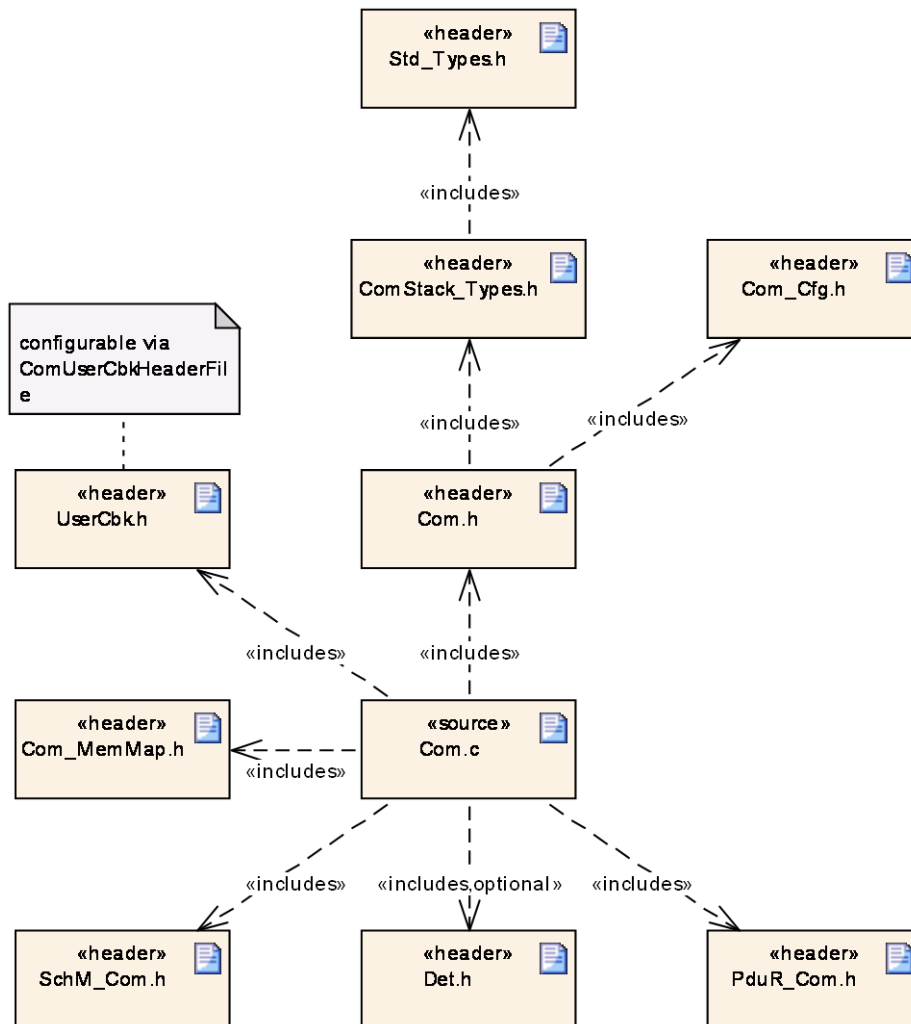 «header»
Std_Types.h
«includes»
«header»
ComStack_Types.h
«header»
Com_Cfg.h
configurable via
ComUserCbkHeaderFil
e
«includes»
«includes»
«header»
UserCbk.h
«header»
Com.h
«includes»
«includes»
«header»
Com_MemMap.h
«source»
Com.c
«includes»
«includes»
«includes,optional»
«includes»
«header»
SchM_Com.h
«header»
Det.h
«header»
PduR_Com.h